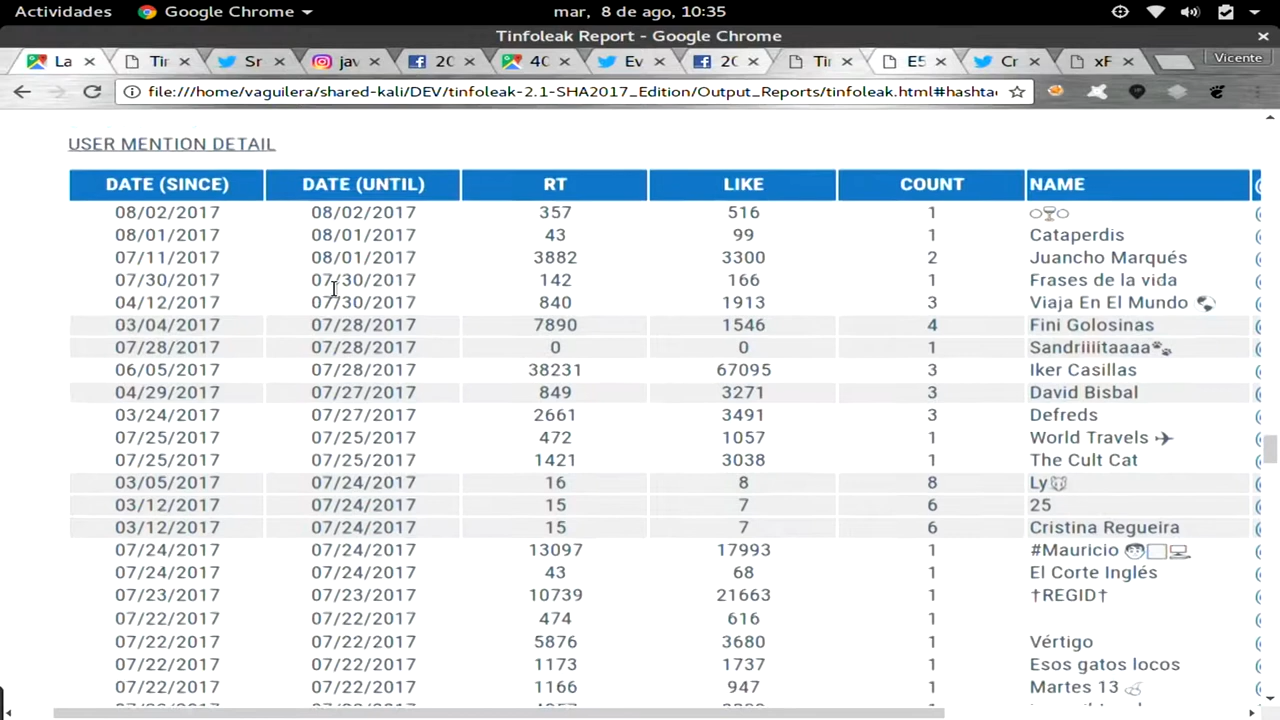 Actividades Google Chrome mar, 8 de ago, 10:35
Tinfoleak Report - Google Chrome
La Tir Sr jav 2C 4C Ev 2C Tir E5 Cr xF Vicente
file:///home/vaguilera/shared-kali/DEV/tinfoleak-2.1-SHA2017_Edition/Output_Reports/tinfoleak.html#hashta
USER MENTION DETAIL
DATE (SINCE) DATE (UNTIL) RT LIKE COUNT NAME
08/02/2017 08/02/2017 357 516 1
08/01/2017 08/01/2017 43 99 1 Cataperdis
07/11/2017 08/01/2017 3882 3300 2 Juancho Marqués
07/30/2017 07/30/2017 142 166 1 Frases de la vida
04/12/2017 07/30/2017 840 1913 3 Viaja En El Mundo
03/04/2017 07/28/2017 7890 1546 4 Fini Golosinas
07/28/2017 07/28/2017 0 0 1 Sandriiiitaaaa
06/05/2017 07/28/2017 38231 67095 3 Iker Casillas
04/29/2017 07/27/2017 849 3271 3 David Bisbal
03/24/2017 07/27/2017 2661 3491 3 Defreds
07/25/2017 07/25/2017 472 1057 1 World Travels ✈
07/25/2017 07/25/2017 1421 3038 1 The Cult Cat
03/05/2017 07/24/2017 16 8 8 Ly
03/12/2017 07/24/2017 15 7 6 25
03/12/2017 07/24/2017 15 7 6 Cristina Regueira
07/24/2017 07/24/2017 13097 17993 1 #Mauricio
07/24/2017 07/24/2017 43 68 1 El Corte Inglés
07/23/2017 07/23/2017 10739 21663 1 †REGID†
07/22/2017 07/22/2017 474 616 1
07/22/2017 07/22/2017 5876 3680 1 Vértigo
07/22/2017 07/22/2017 1173 1737 1 Esos gatos locos
07/22/2017 07/22/2017 1166 947 1 Martes 13